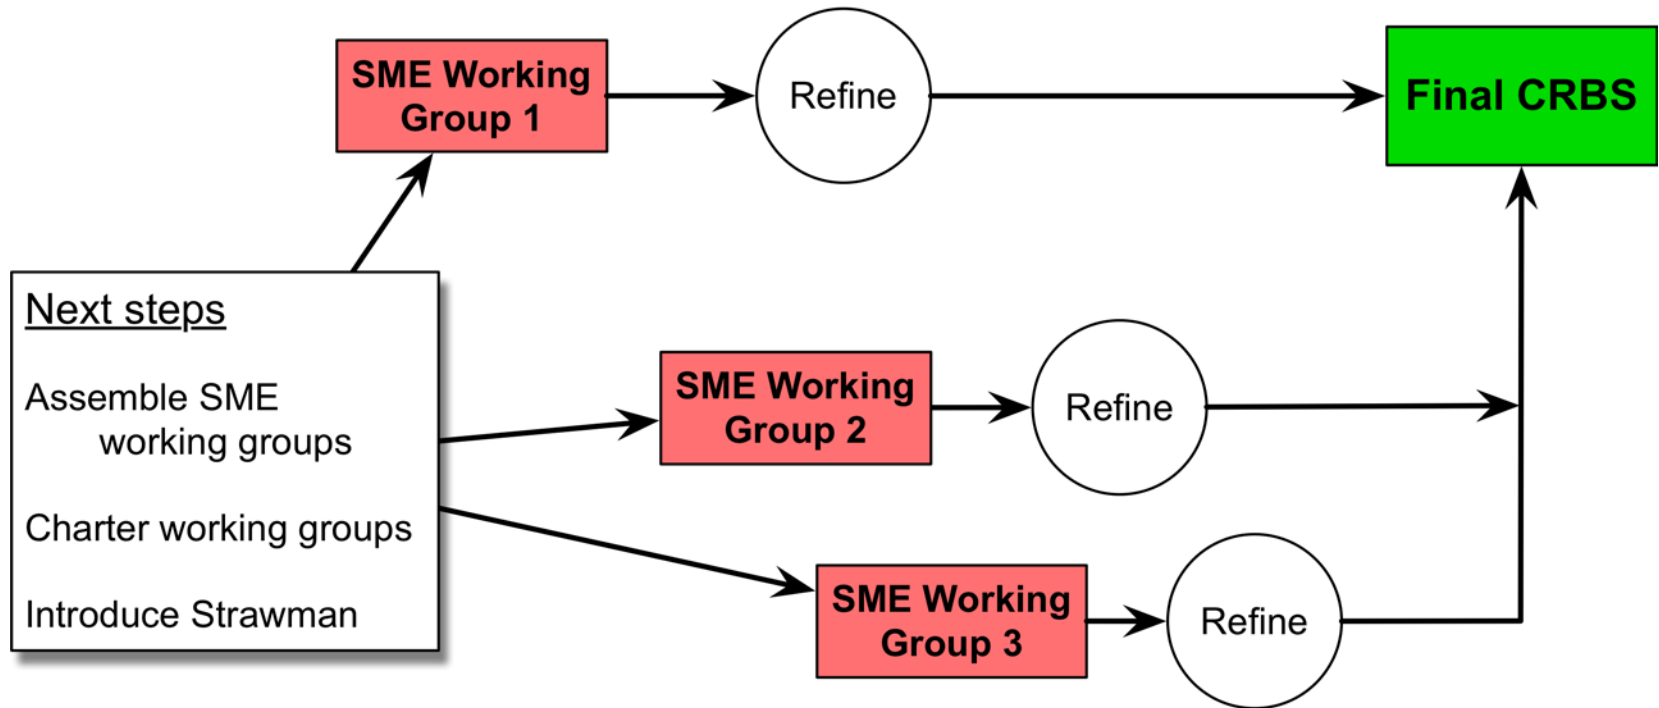 SME Working
Group 1
Refine
Final CRBS
Next steps
Assemble SME
working groups
Charter working groups
Introduce Strawman
SME Working
Group 2
Refine
SME Working
Group 3
Refine